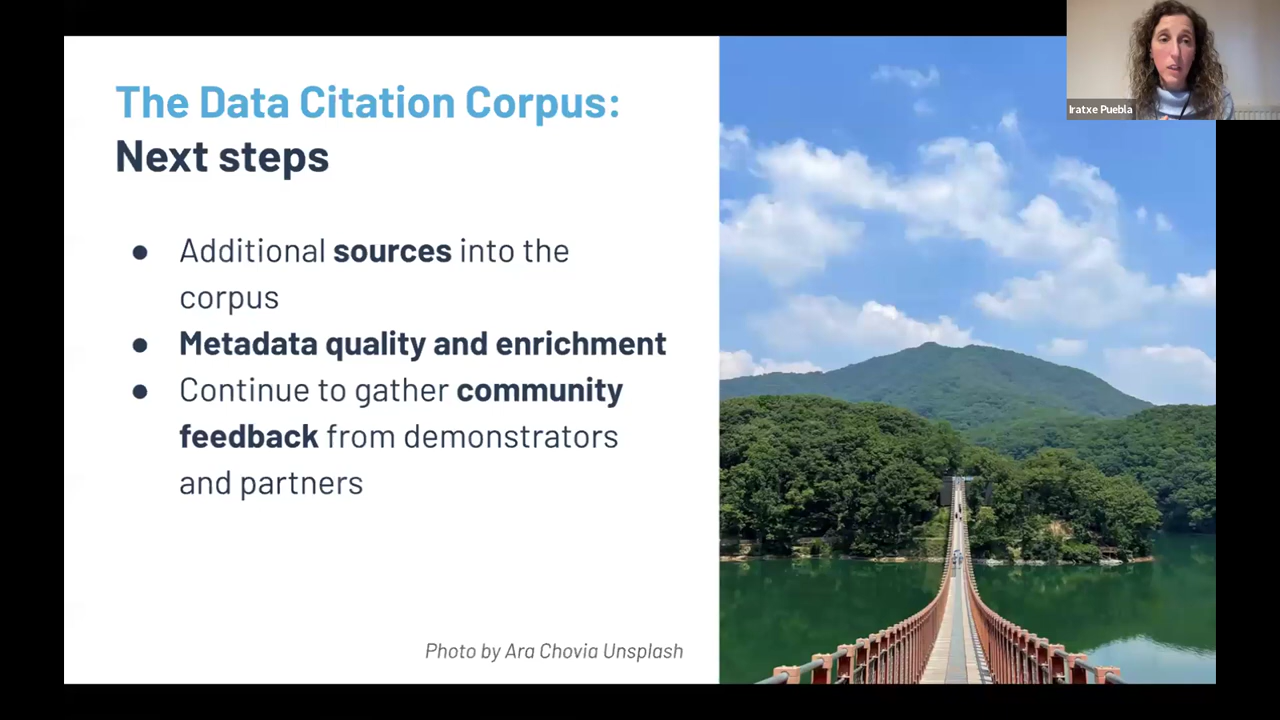 The Data Citation Corpus:
Next steps
● Additional sources into the
corpus
● Metadata quality and enrichment
● Continue to gather community
feedback from demonstrators
and partners
Photo by Ara Chovia Unsplash
Iratxe Puebla